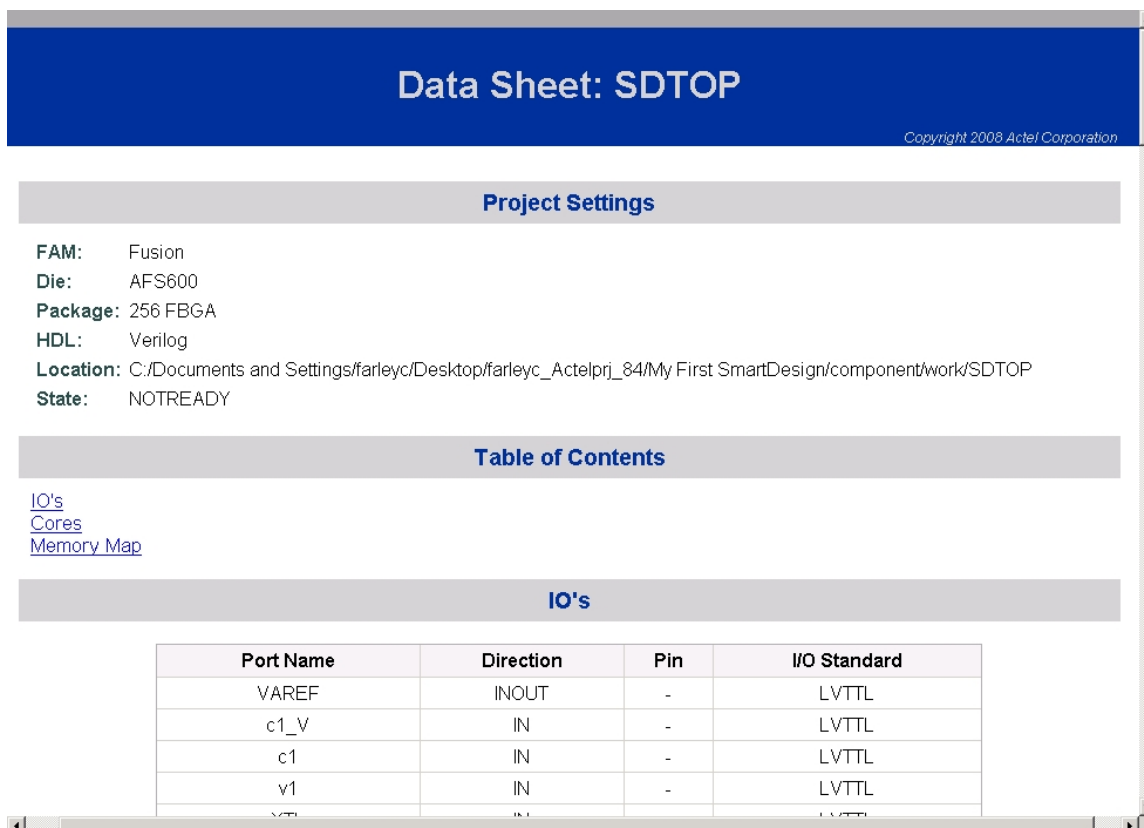 Data Sheet: SDTOP
Copyright 2008 Actel Corporation
Project Settings
FAM: Fusion
Die: AFS600
Package: 256 FBGA
HDL: Verilog
Location: C:/Documents and Settings/farleyc/Desktop/farleyc_Actelprj_84/My First SmartDesign/component/work/SDTOP
State: NOTREADY
Table of Contents
IO's
Cores
Memory Map
IO's
Port Name Direction Pin I/O Standard
VAREF INOUT - LVTTL
c1_V IN - LVTTL
c1 IN - LVTTL
v1 IN - LVTTL